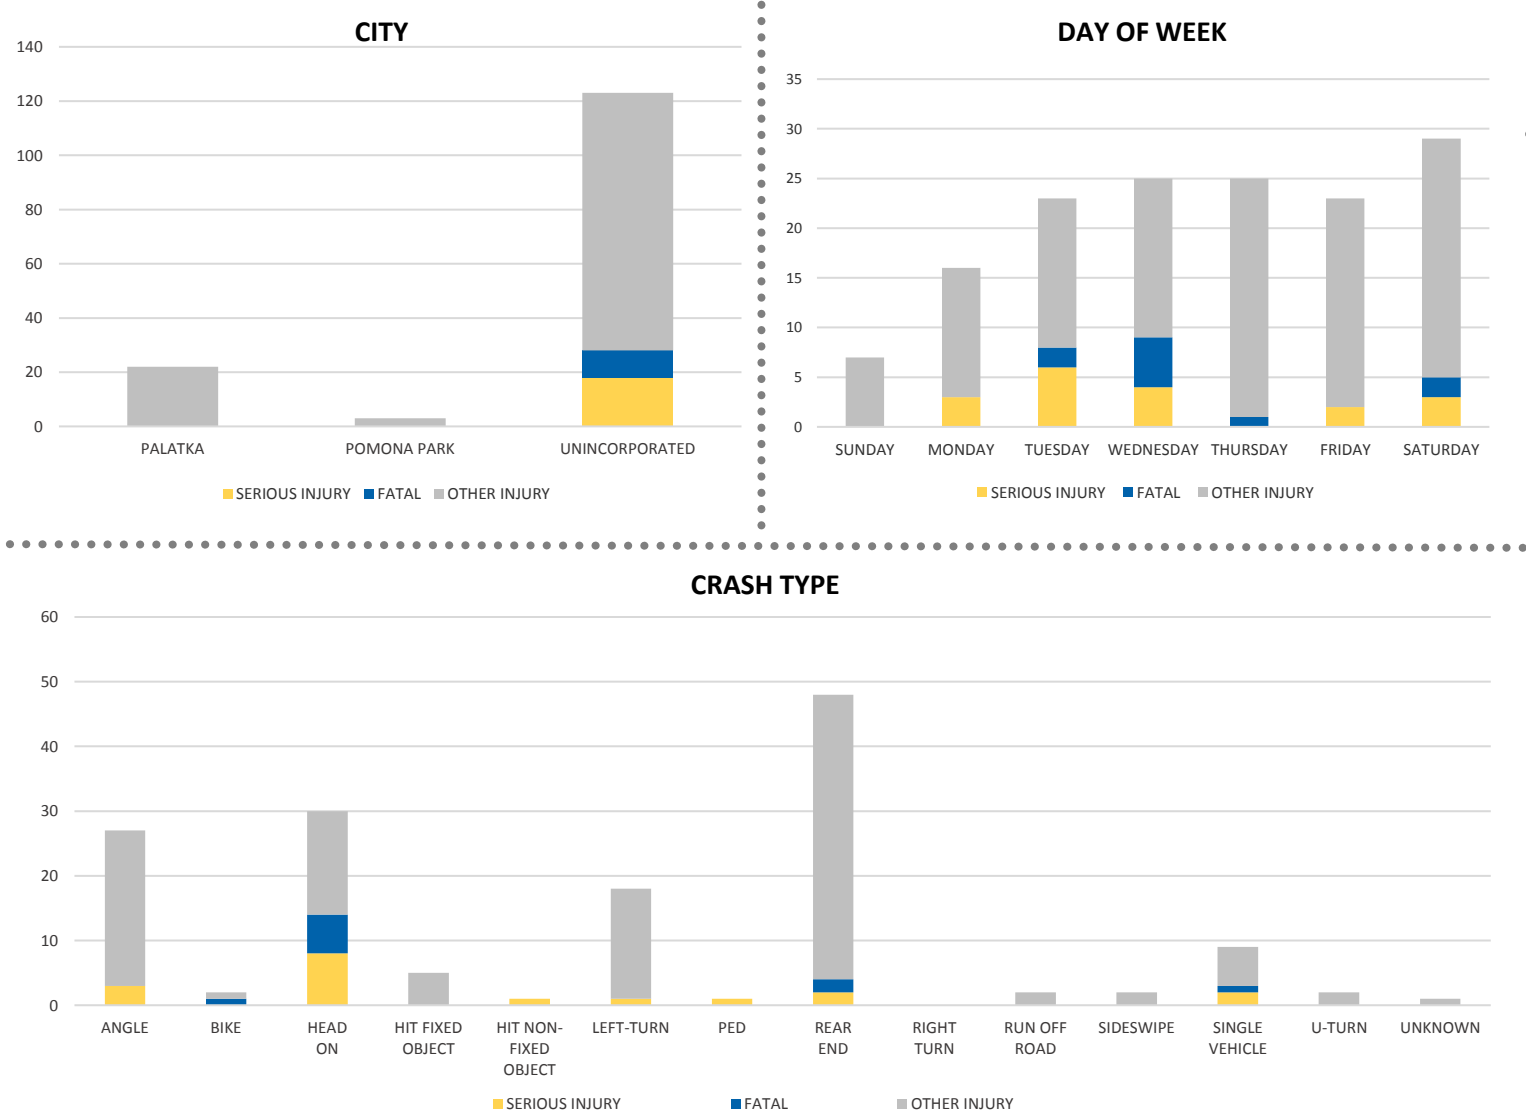 CITY
140
120
100
80
60
40
20
0
PALATKA POMONA PARK UNINCORPORATED
SERIOUS INJURY FATAL OTHER INJURY
DAY OF WEEK
35
30
25
20
15
10
5
0
SUNDAY MONDAY TUESDAY WEDNESDAY THURSDAY FRIDAY SATURDAY
SERIOUS INJURY FATAL OTHER INJURY
CRASH TYPE
60
50
40
30
20
10
0
ANGLE BIKE HEAD HIT FIXED HIT NON- LEFT-TURN PED REAR RIGHT RUN OFF SIDESWIPE SINGLE U-TURN UNKNOWN
ON OBJECT FIXED END TURN ROAD VEHICLE
OBJECT
SERIOUS INJURY FATAL OTHER INJURY